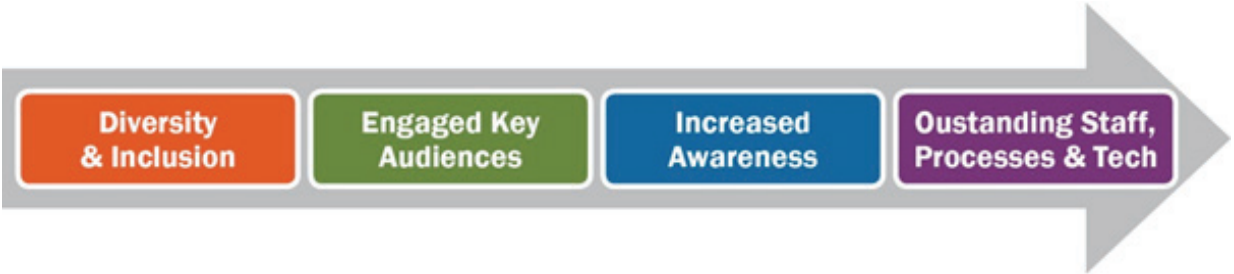 Diversity
& Inclusion
Engaged Key
Audiences
Increased
Awareness
Oustanding Staff,
Processes & Tech